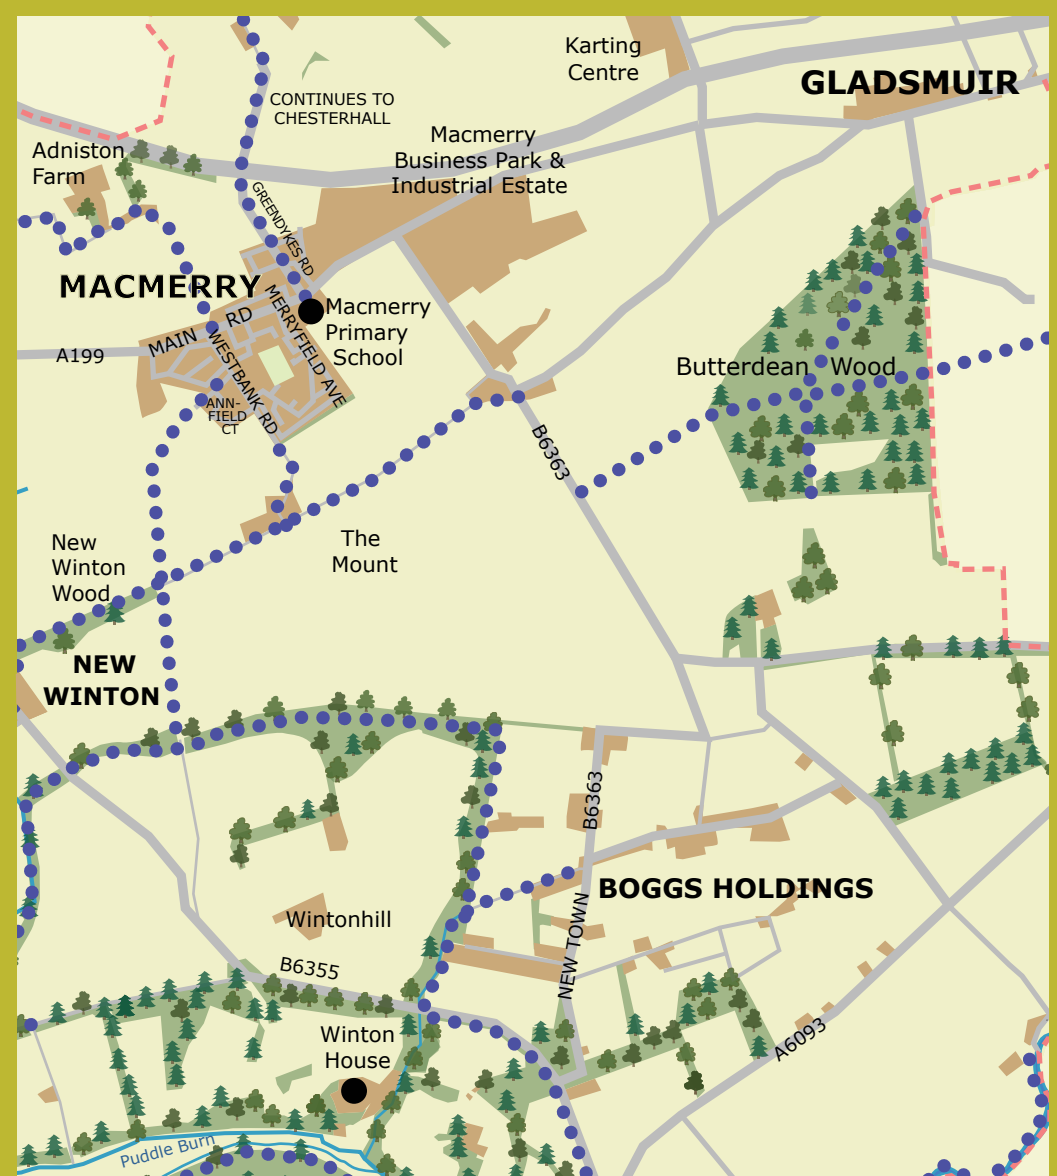 Karting
Centre
GLADSMUIR
CONTINUES TO
CHESTERHALL
Macmerry
Business Park &
Industrial Estate
Adniston
Farm
GREENDYKES RD
MACMERRY
Macmerry
Primary
School
MAIN RD
MERRYFIELD AVE
WESTBANK RD
A199
ANN-
FIELD
CT
Butterdean Wood
B6363
The
Mount
New
Winton
Wood
NEW
WINTON
B6363
BOGGS HOLDINGS
NEW TOWN
Wintonhill
B6355
Winton
House
A6093
Puddle Burn